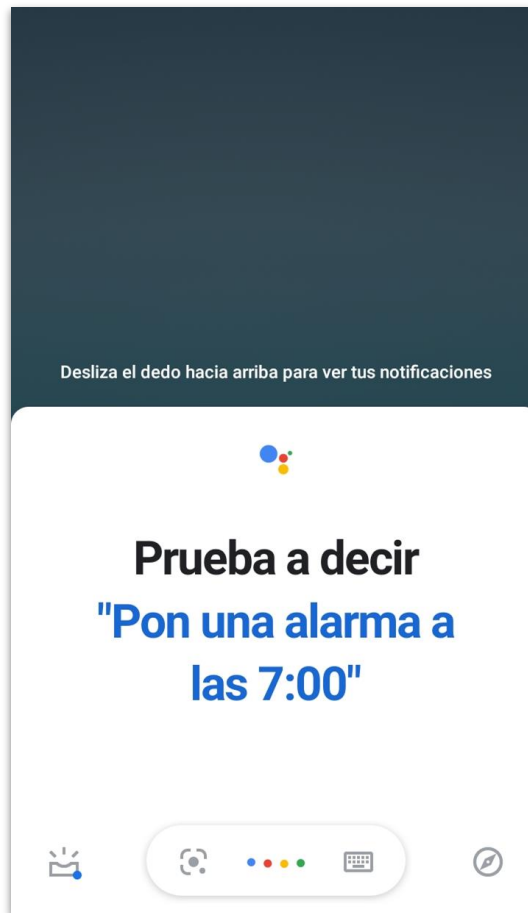 Desliza el dedo hacia arriba para ver tus notificaciones
Prueba a decir
"Pon una alarma a
las 7:00"